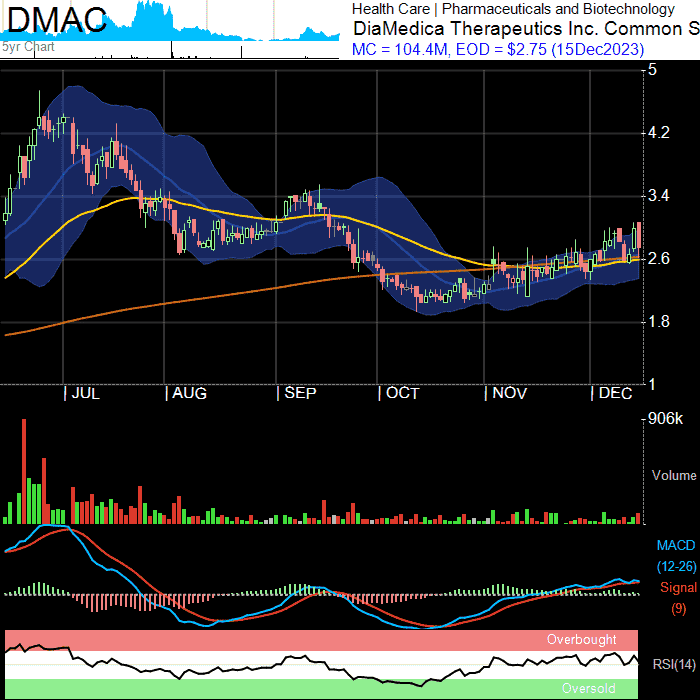 DMAC
5yr Chart
Health Care | Pharmaceuticals and Biotechnology
DiaMedica Therapeutics Inc. Common S
MC = 104.4M, EOD = $2.75 (15Dec2023)
5
4.2
3.4
2.6
1.8
1
| JUL | AUG | SEP | OCT | NOV | DEC
906k
Volume
MACD
(12-26)
Signal
(9)
Overbought
RSI(14)
Oversold